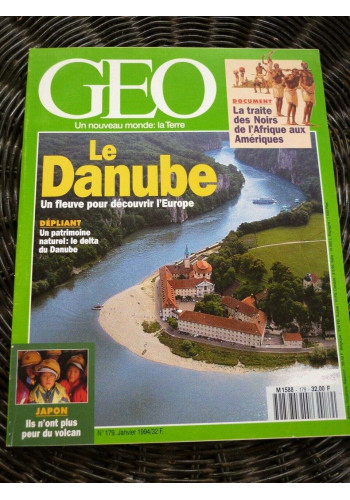 GEO
Un nouveau monde: la Terre
DOCUMENT
La traite
des Noirs
de l'Afrique aux
Amériques
Le
Danube
Un fleuve pour découvrir l'Europe
DÉPLIANT
Un patrimoine
naturel: le delta
du Danube
JAPON
Ils n'ont plus
peur du volcan
N° 179. Janvier 1994/32 F
M1588 - 179 - 32,00 F